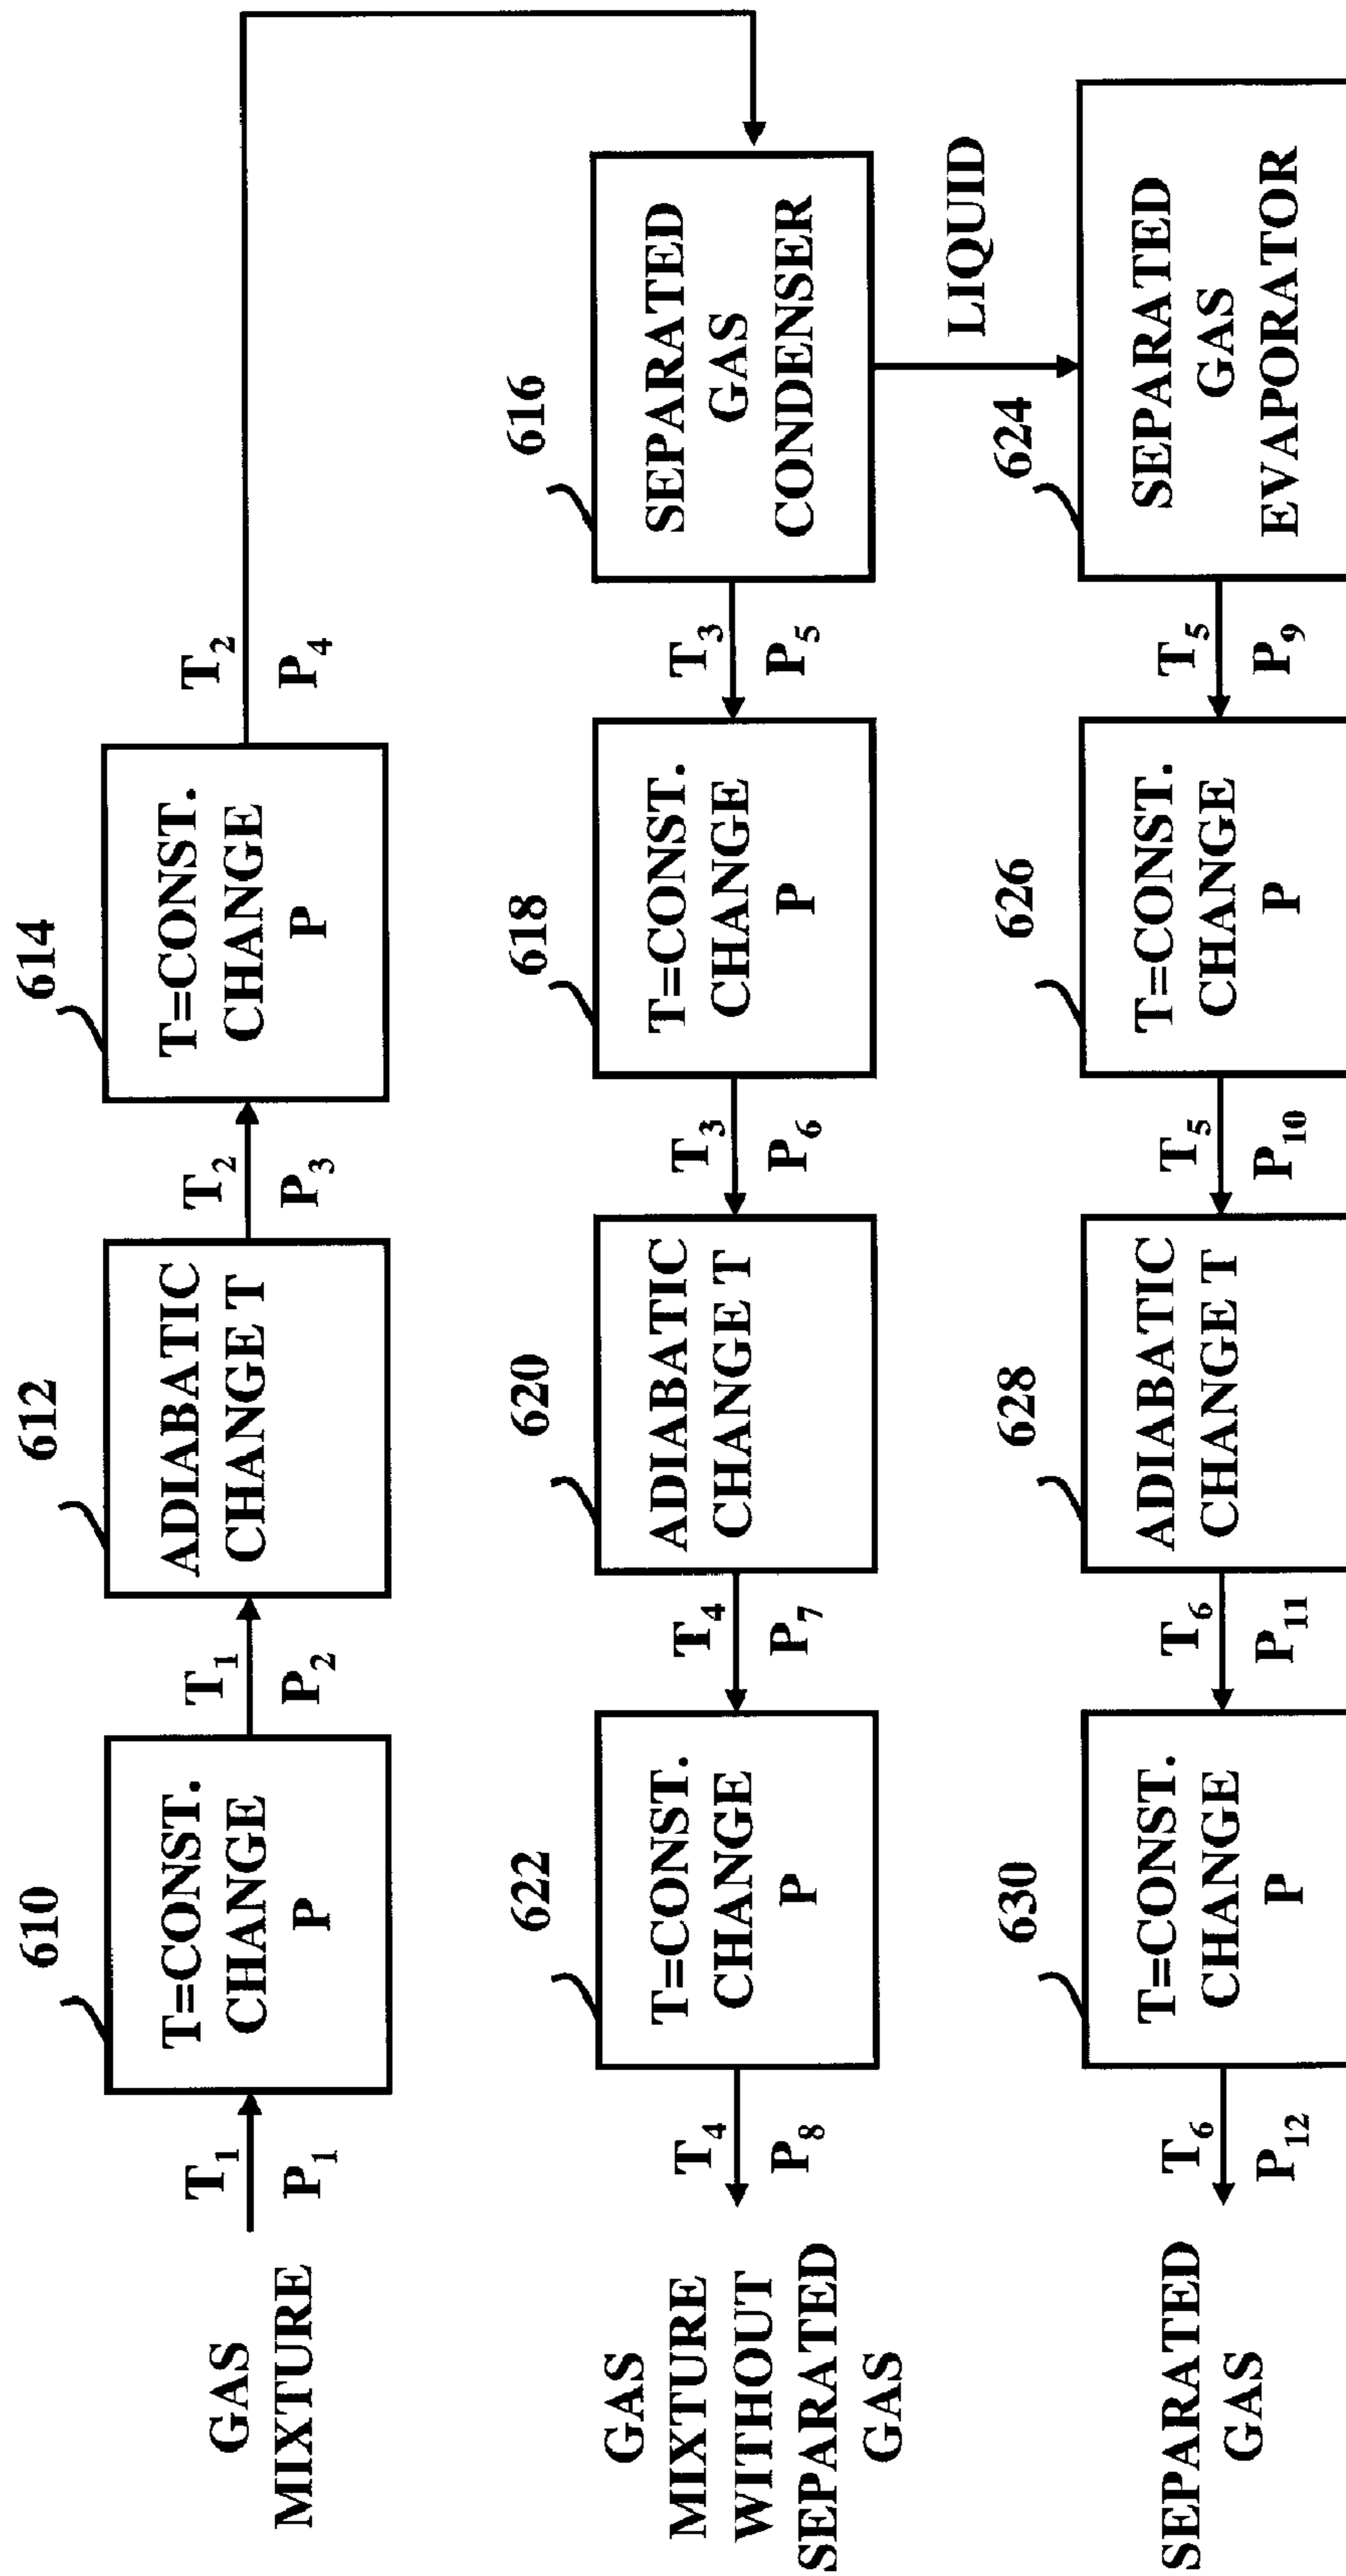 GAS
MIXTURE
T1
P1
610
T=CONST.
CHANGE
P
T1
P2
612
ADIABATIC
CHANGE T
T2
P3
614
T=CONST.
CHANGE
P
T2
P4
616
SEPARATED
GAS
CONDENSER
T3
P5
618
T=CONST.
CHANGE
P
T3
P6
620
ADIABATIC
CHANGE T
T4
P7
622
T=CONST.
CHANGE
P
T4
P8
GAS
MIXTURE
WITHOUT
SEPARATED
GAS
LIQUID
624
SEPARATED
GAS
EVAPORATOR
T5
P9
626
T=CONST.
CHANGE
P
T5
P10
628
ADIABATIC
CHANGE T
T6
P11
630
T=CONST.
CHANGE
P
T6
P12
SEPARATED
GAS